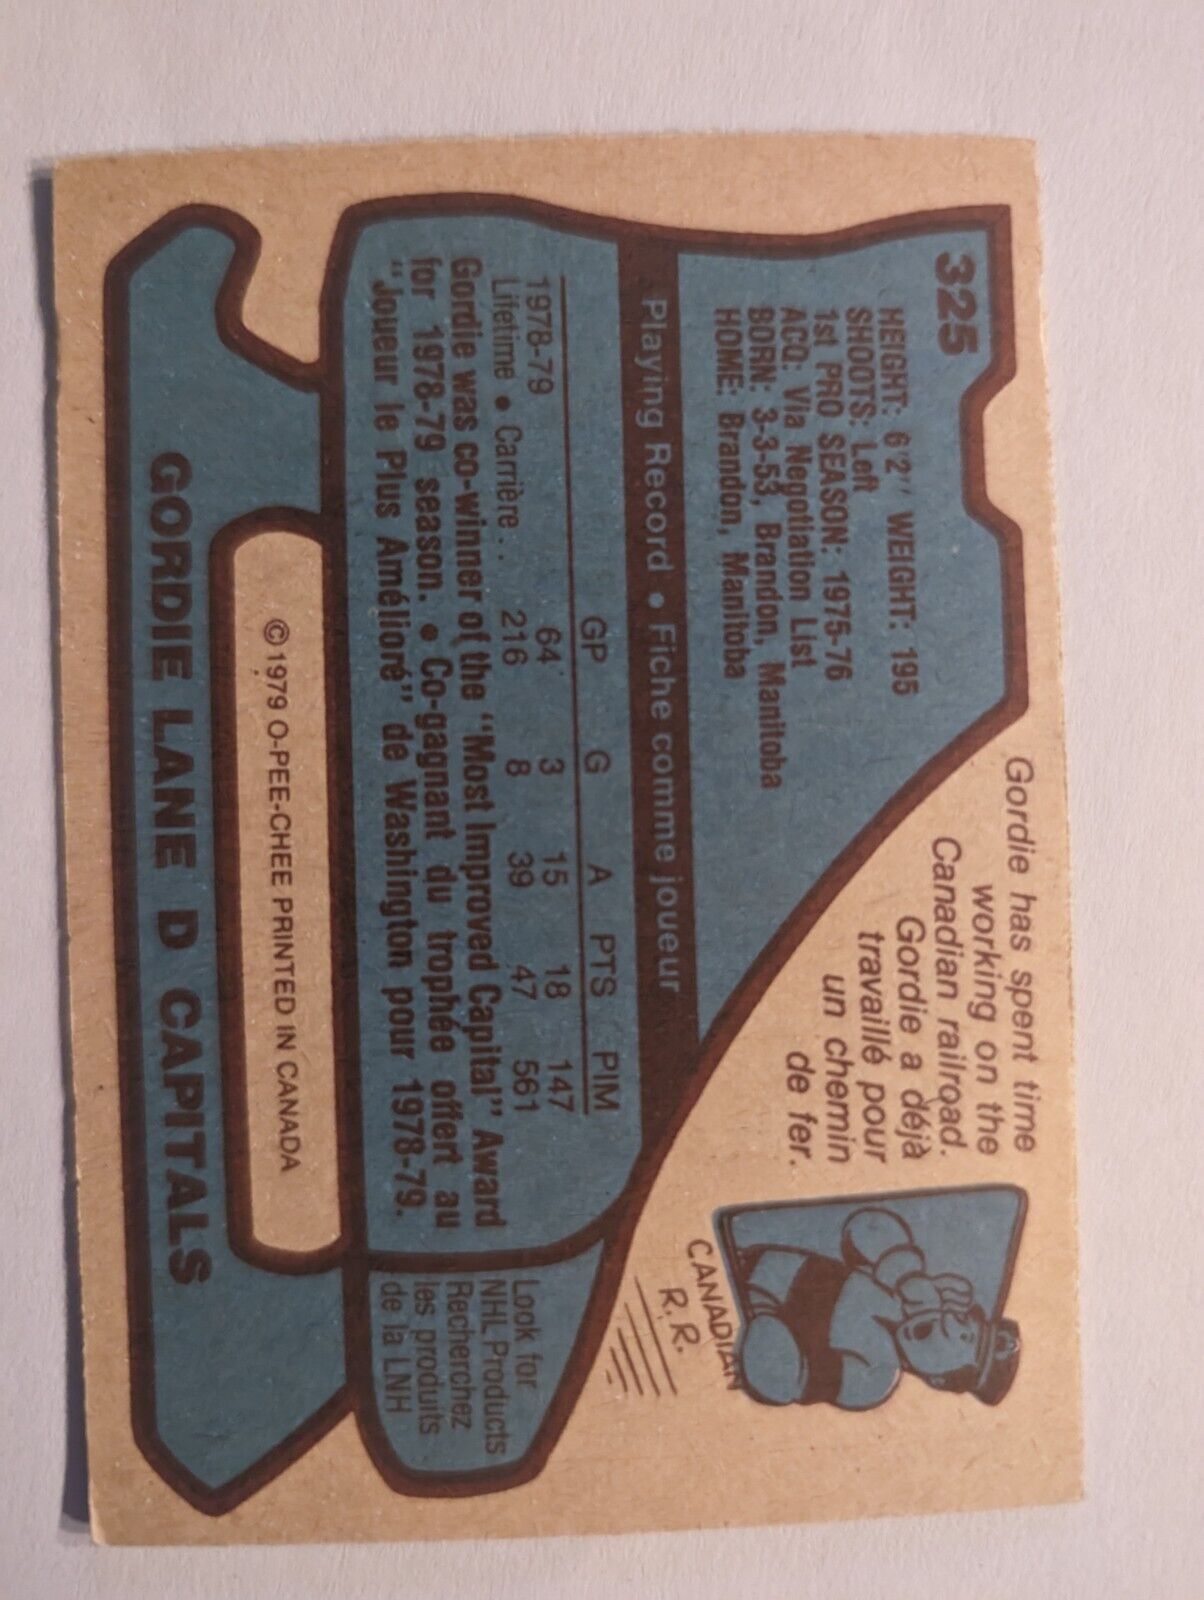 325
HEIGHT: 6'2" WEIGHT: 195
SHOOTS: Left
1st PRO SEASON: 1975-76
ACQ: Via Negotiation List
BORN: 3-3-53, Brandon, Manitoba
HOME: Brandon, Manitoba
Gordie has spent time
working on the
Canadian railroad.
Gordie a déjà
travaillé pour
un chemin
de fer.
CANADIAN
R.R.
Playing Record • Fiche comme joueur
GP G A PTS PIM
1978-79 64 3 15 18 147
Lifetime • Carrière.. 216 8 39 47 561
Gordie was co-winner of the "Most Improved Capital" Award
for 1978-79 season. • Co-gagnant du trophée offert au
"Joueur le Plus Amélioré" de Washington pour 1978-79.
Look for
NHL Products
Recherchez
les produits
de la LNH
©1979 O-PEE-CHEE PRINTED IN CANADA
GORDIE LANE D CAPITALS